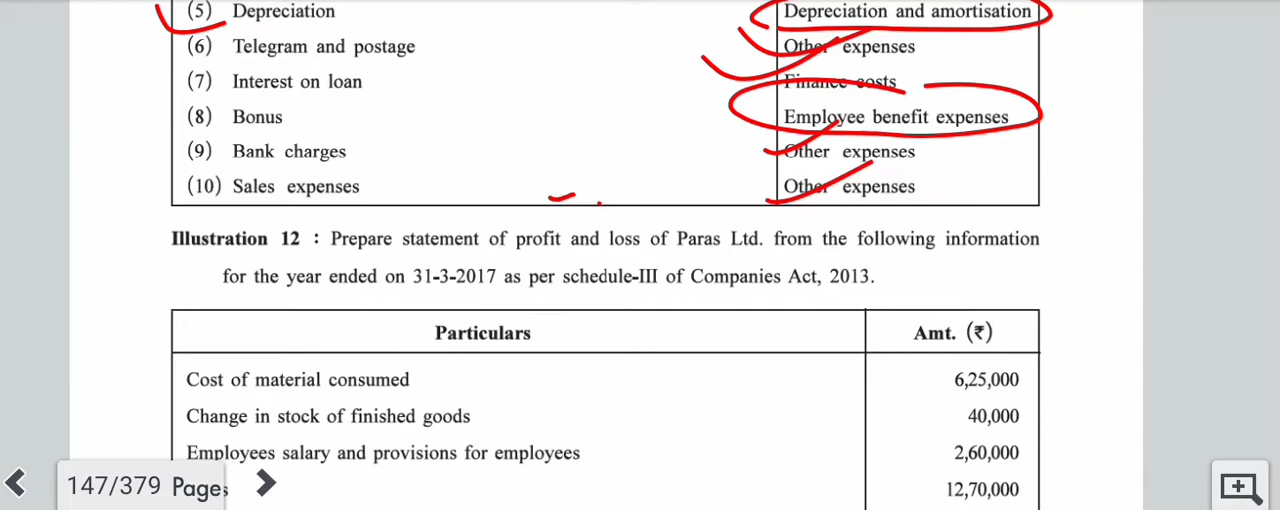 (5) Depreciation Depreciation and amortisation
(6) Telegram and postage Other expenses
(7) Interest on loan Finance costs
(8) Bonus Employee benefit expenses
(9) Bank charges Other expenses
(10) Sales expenses Other expenses
Illustration 12 : Prepare statement of profit and loss of Paras Ltd. from the following information
for the year ended on 31-3-2017 as per schedule-III of Companies Act, 2013.
Particulars Amt. (₹)
Cost of material consumed 6,25,000
Change in stock of finished goods 40,000
Employees salary and provisions for employees 2,60,000
12,70,000
147/379 Pages